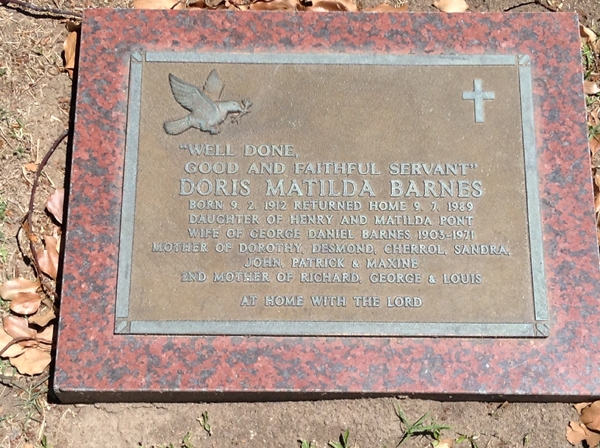 "WELL DONE,
GOOD AND FAITHFUL SERVANT"
DORIS MATILDA BARNES
BORN 9. 2. 1912 RETURNED HOME 9. 7. 1989
DAUGHTER OF HENRY AND MATILDA PONT
WIFE OF GEORGE DANIEL BARNES 1903-1971
MOTHER OF DOROTHY, DESMOND, CHERROL, SANDRA,
JOHN, PATRICK & MAXINE
2ND MOTHER OF RICHARD, GEORGE & LOUIS
AT HOME WITH THE LORD